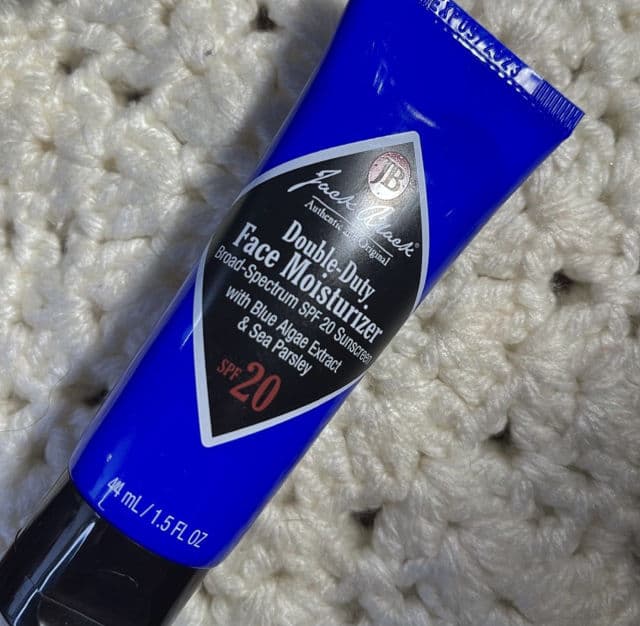 JB
Jack Black®
Authentic and Original
Double-Duty
Face Moisturizer
Broad-Spectrum SPF 20 Sunscreen
with Blue Algae Extract
& Sea Parsley
SPF 20
44 mL / 1.5 FL OZ